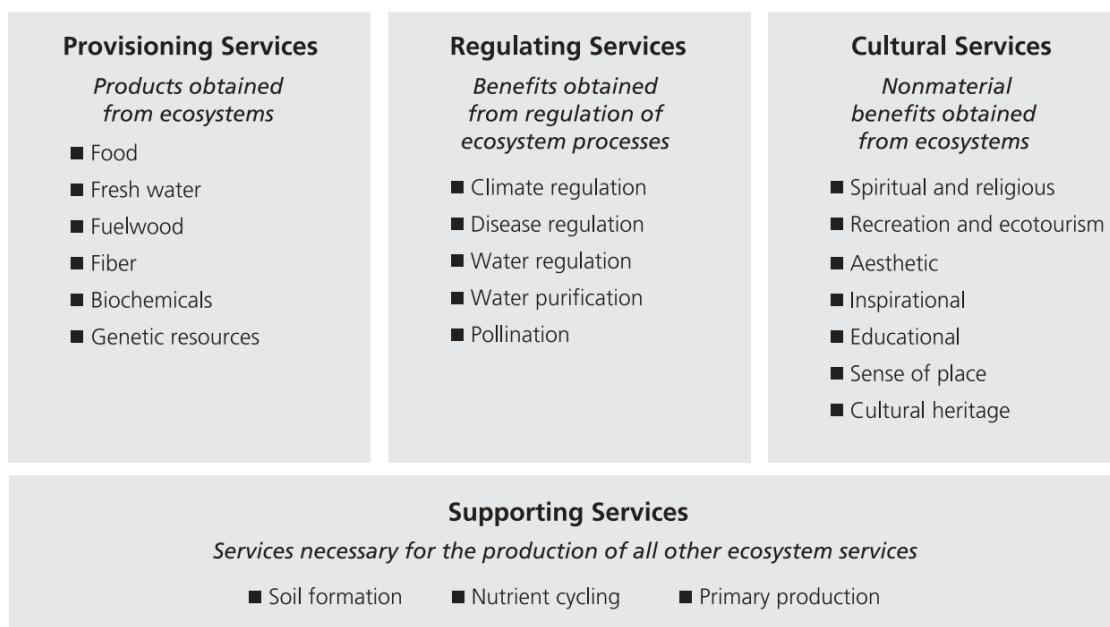 Provisioning Services
Products obtained
from ecosystems
■ Food
■ Fresh water
■ Fuelwood
■ Fiber
■ Biochemicals
■ Genetic resources
Regulating Services
Benefits obtained
from regulation of
ecosystem processes
■ Climate regulation
■ Disease regulation
■ Water regulation
■ Water purification
■ Pollination
Cultural Services
Nonmaterial
benefits obtained
from ecosystems
■ Spiritual and religious
■ Recreation and ecotourism
■ Aesthetic
■ Inspirational
■ Educational
■ Sense of place
■ Cultural heritage
Supporting Services
Services necessary for the production of all other ecosystem services
■ Soil formation ■ Nutrient cycling ■ Primary production